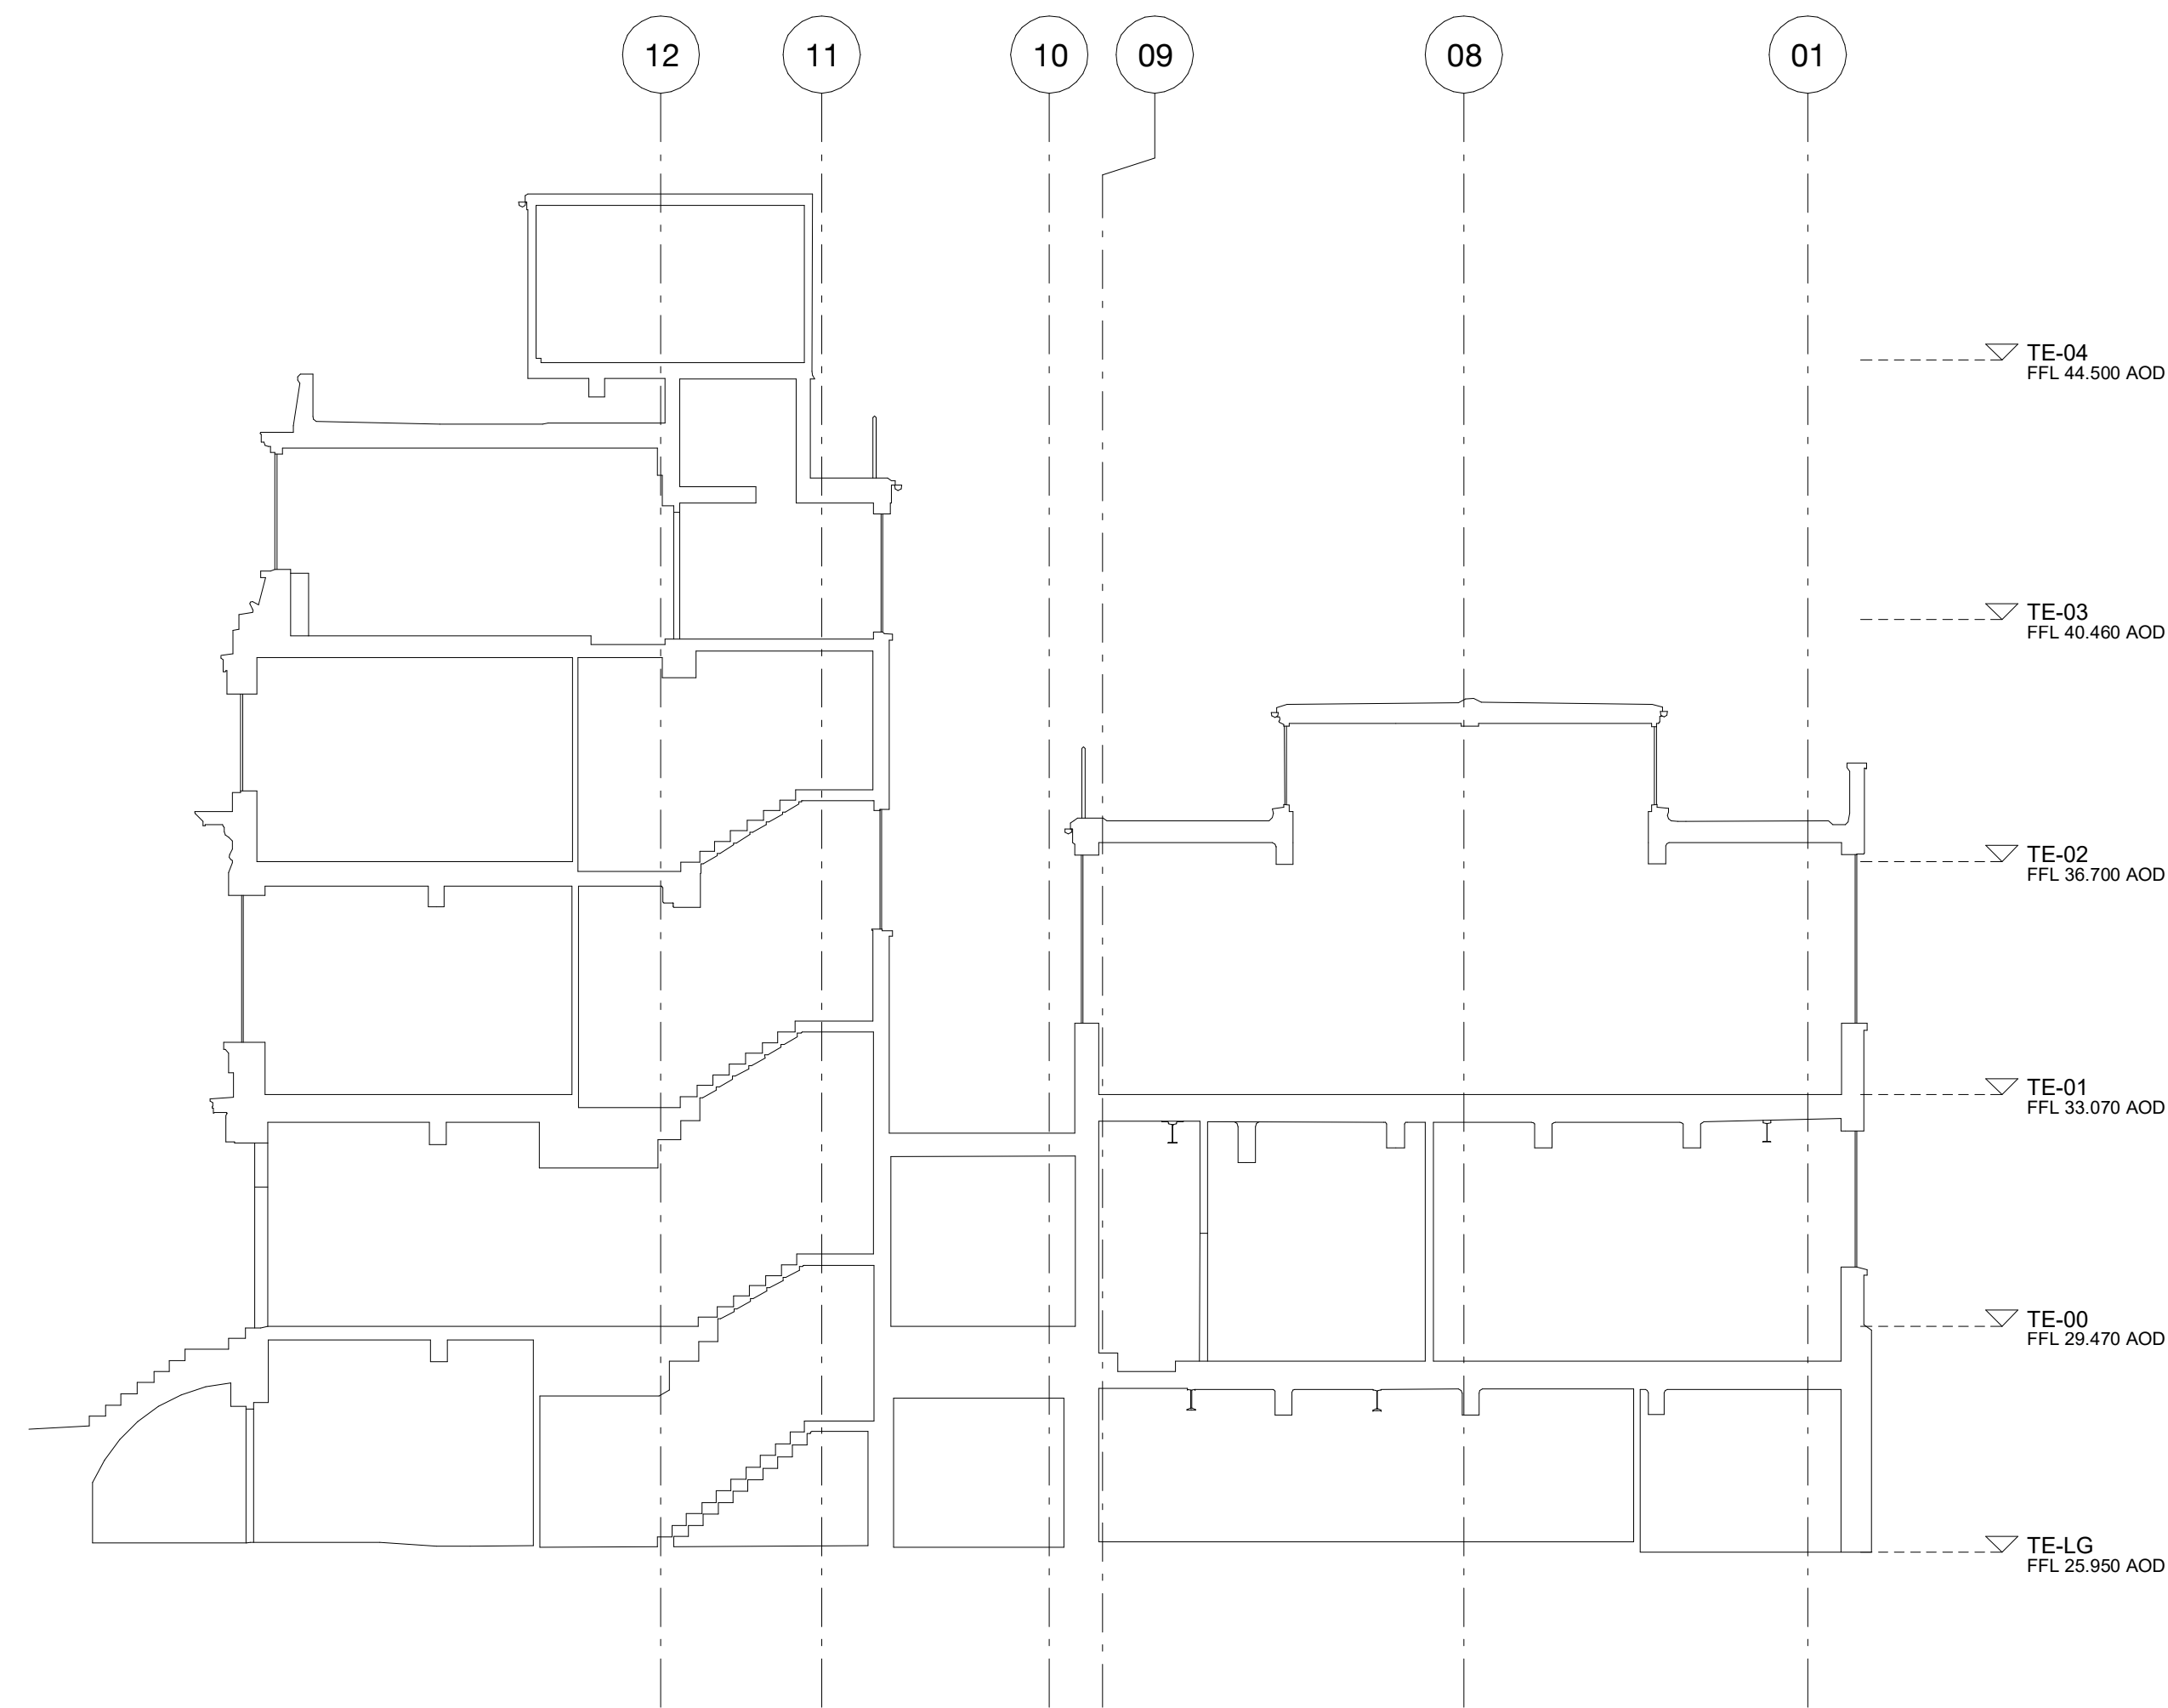 12 11 10 09 08 01
TE-04
FFL 44.500 AOD
TE-03
FFL 40.460 AOD
TE-02
FFL 36.700 AOD
TE-01
FFL 33.070 AOD
TE-00
FFL 29.470 AOD
TE-LG
FFL 25.950 AOD